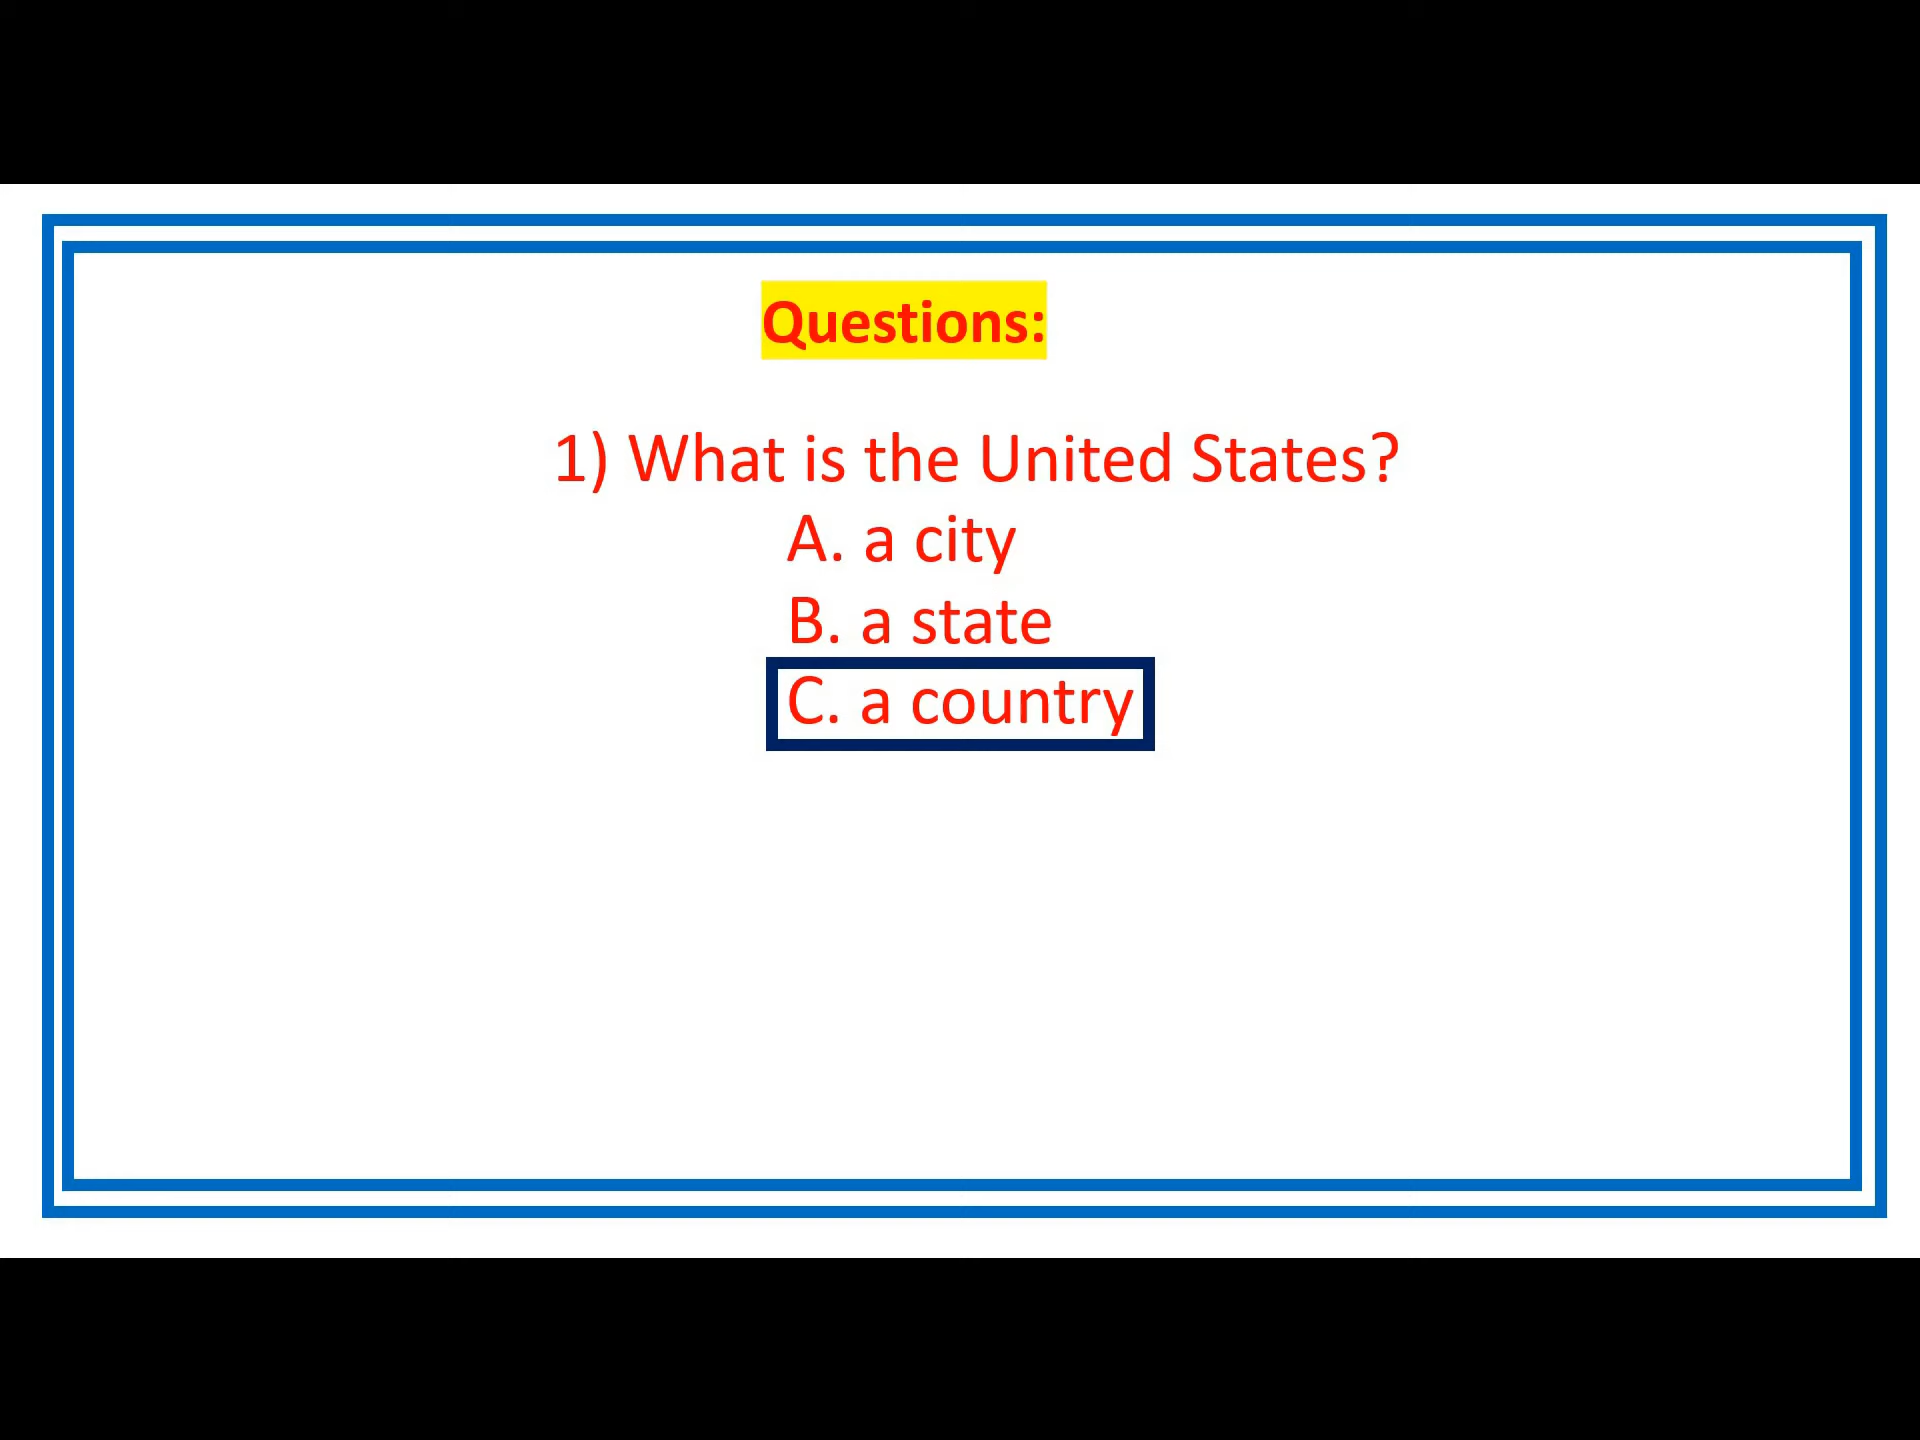 Questions:
1) What is the United States?
A. a city
B. a state
C. a country